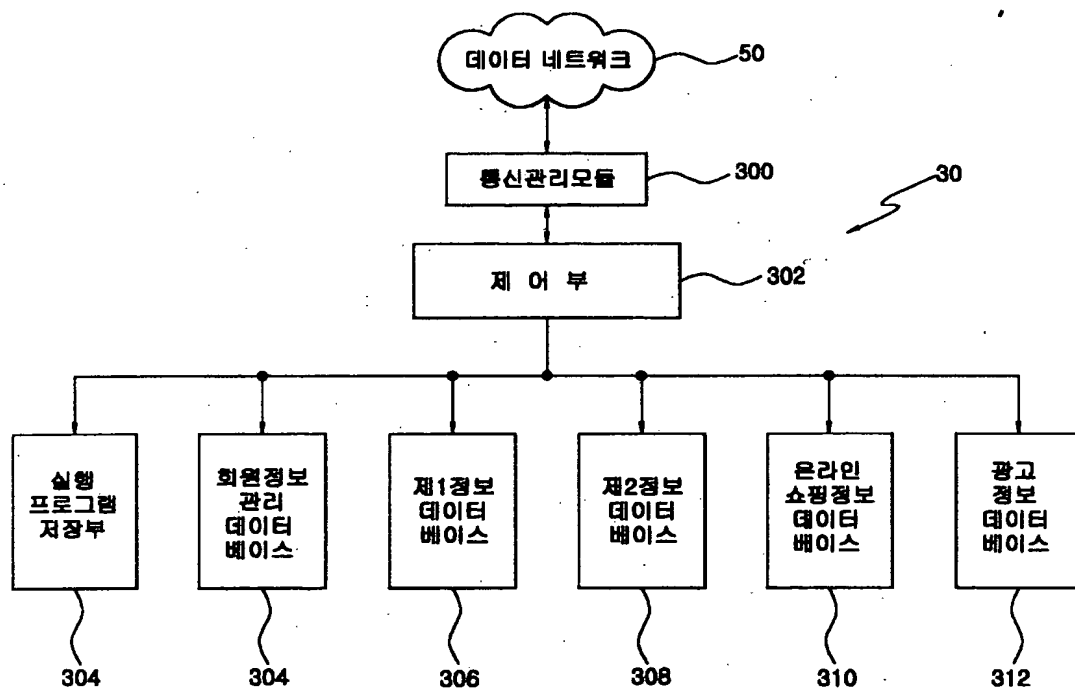 데이터 네트워크
50
통신관리모듈
300
30
제 어 부
302
실행
프로그램
저장부
회원정보
관리
데이터
베이스
제1정보
데이터
베이스
제2정보
데이터
베이스
온라인
쇼핑정보
데이터
베이스
광고
정보
데이터
베이스
304
304
306
308
310
312